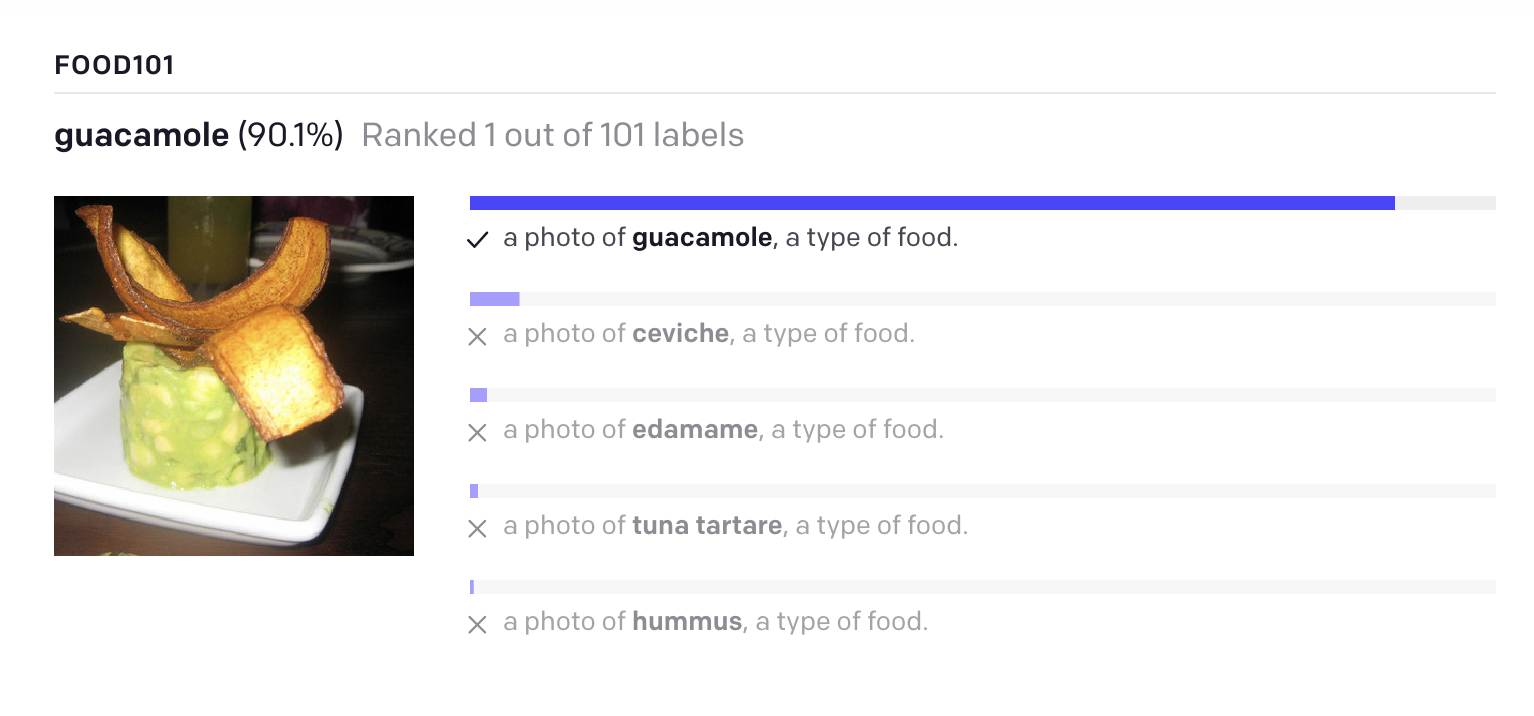 FOOD101
guacamole (90.1%) Ranked 1 out of 101 labels
a photo of guacamole, a type of food.
a photo of ceviche, a type of food.
a photo of edamame, a type of food.
a photo of tuna tartare, a type of food.
a photo of hummus, a type of food.